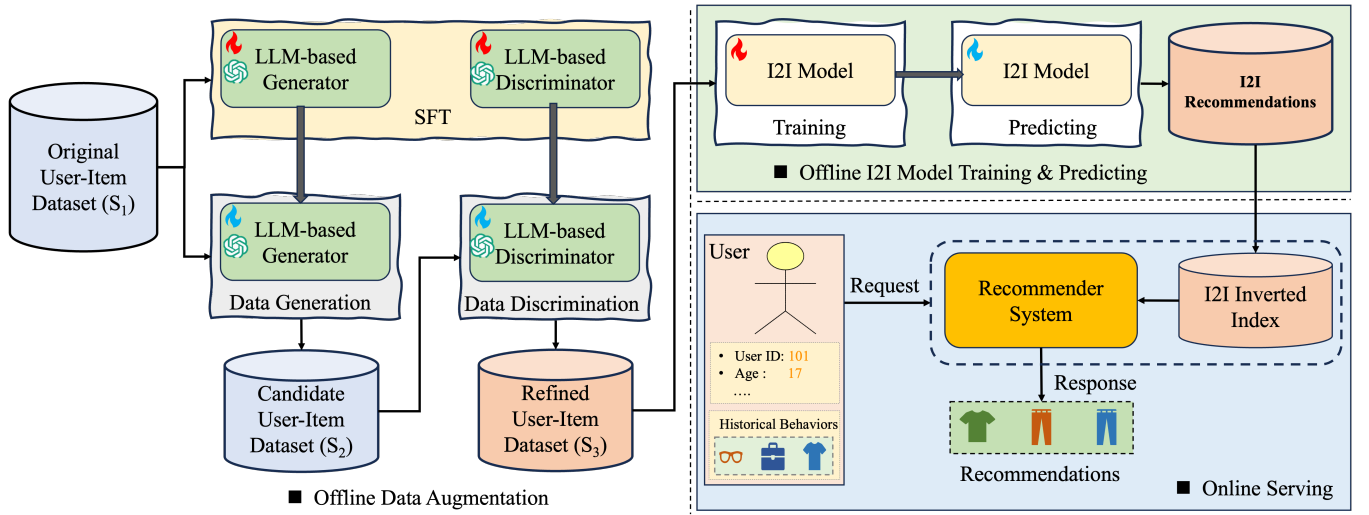 Original
User-Item
Dataset (S₁)
LLM-based
Generator
LLM-based
Discriminator
SFT
LLM-based
Generator
Data Generation
LLM-based
Discriminator
Data Discrimination
Candidate
User-Item
Dataset (S₂)
Refined
User-Item
Dataset (S₃)
■ Offline Data Augmentation
I2I Model
Training
I2I Model
Predicting
I2I
Recommendations
■ Offline I2I Model Training & Predicting
User
• User ID: 101
• Age : 17
....
Historical Behaviors
Request
Recommender
System
I2I Inverted
Index
Response
Recommendations
■ Online Serving